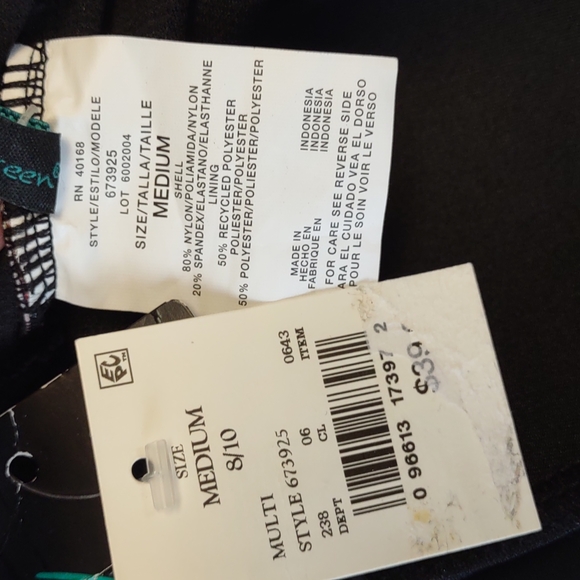 RN 40168
STYLE/ESTILO/MODELE
673925
LOT 6002004
SIZE/TALLA/TAILLE
MEDIUM
SHELL
80% NYLON/POLIAMIDA/NYLON
20% SPANDEX/ELASTANO/ELASTHANNE
LINING
50% RECYCLED POLYESTER
POLIESTER/POLYESTER
50% POLYESTER/POLIESTER/POLYESTER
MADE IN INDONESIA
HECHO EN INDONESIA
FABRIQUE EN INDONESIA
FOR CARE SEE REVERSE SIDE
ARA EL CUIDADO VEA EL DORSO
POUR LE SOIN VOIR LE VERSO
SIZE
MEDIUM
8/10
MULTI
STYLE 673925
238 06 0643
DEPT CL ITEM
0 96613 17397 2